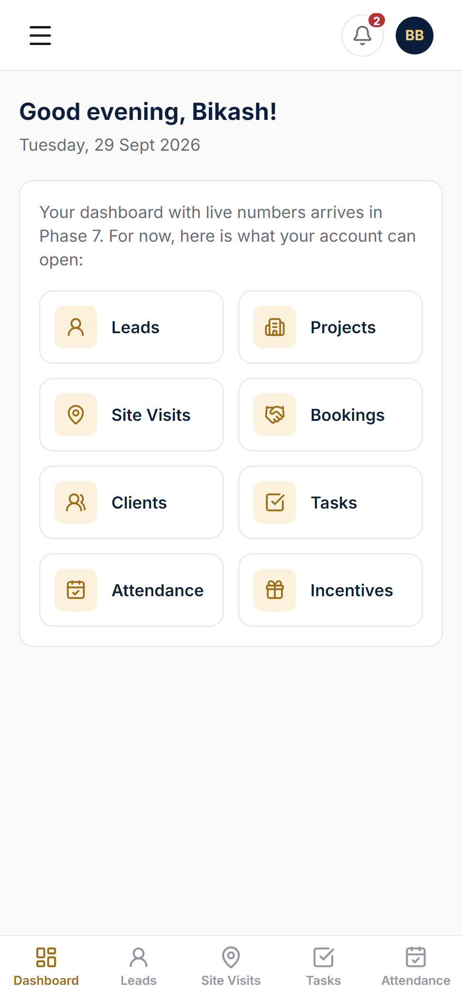 2
BB
Good evening, Bikash!
Tuesday, 29 Sept 2026
Your dashboard with live numbers arrives in
Phase 7. For now, here is what your account can
open:
Leads
Projects
Site Visits
Bookings
Clients
Tasks
Attendance
Incentives
Dashboard
Leads
Site Visits
Tasks
Attendance